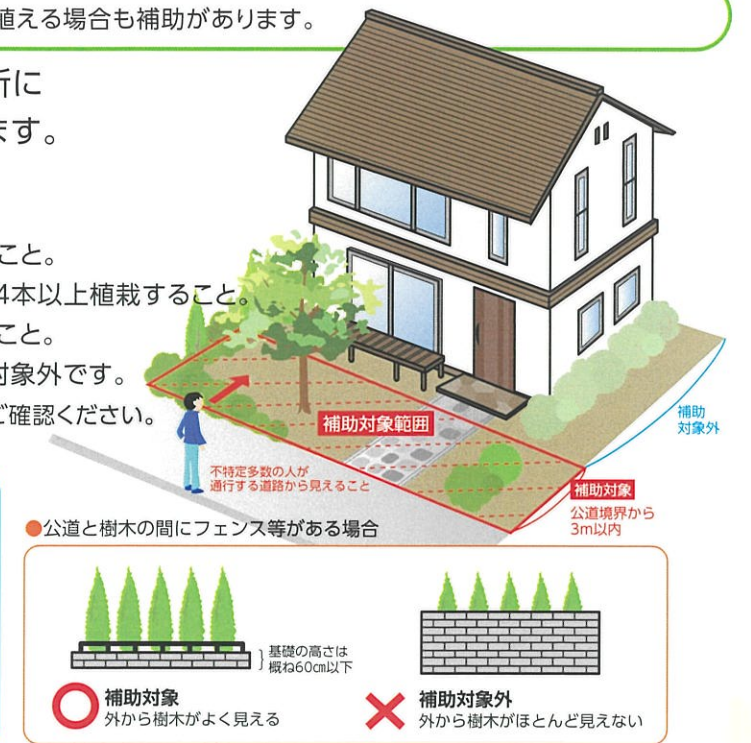 植える場合も補助があります。
所に
ます。
こと。
4本以上植栽すること。
こと。
対象外です。
ご確認ください。
補助対象範囲
不特定多数の人が
通行する道路から見えること
補助
対象外
補助対象
公道境界から
3m以内
●公道と樹木の間にフェンス等がある場合
基礎の高さは
概ね60cm以下
補助対象
外から樹木がよく見える
補助対象外
外から樹木がほとんど見えない